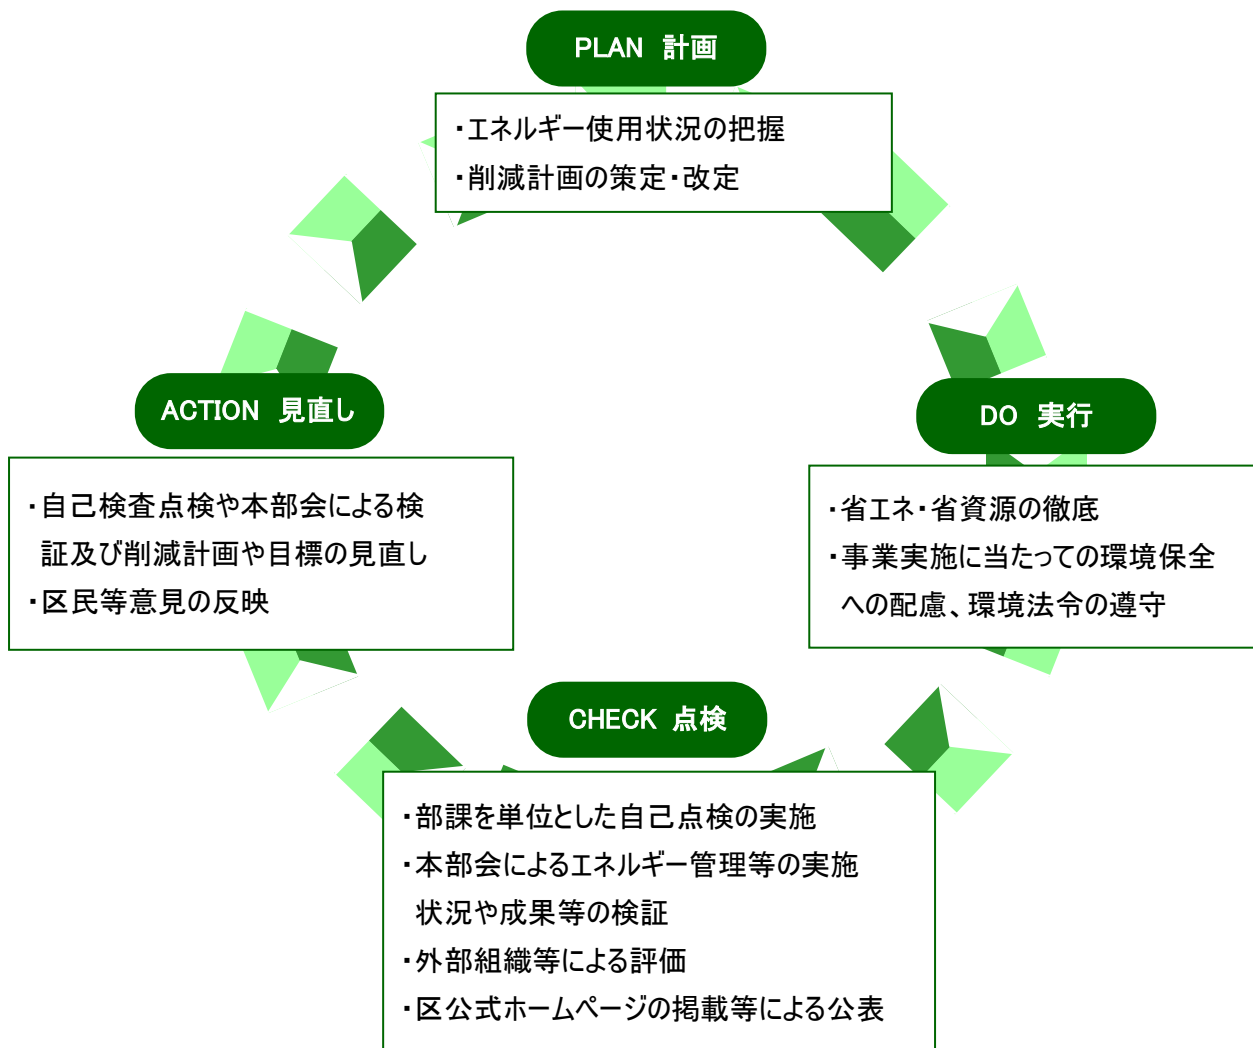 PLAN 計画
・エネルギー使用状況の把握
・削減計画の策定・改定
ACTION 見直し
・自己検査点検や本部会による検
証及び削減計画や目標の見直し
・区民等意見の反映
DO 実行
・省エネ・省資源の徹底
・事業実施に当たっての環境保全
への配慮、環境法令の遵守
CHECK 点検
・部課を単位とした自己点検の実施
・本部会によるエネルギー管理等の実施
状況や成果等の検証
・外部組織等による評価
・区公式ホームページの掲載等による公表